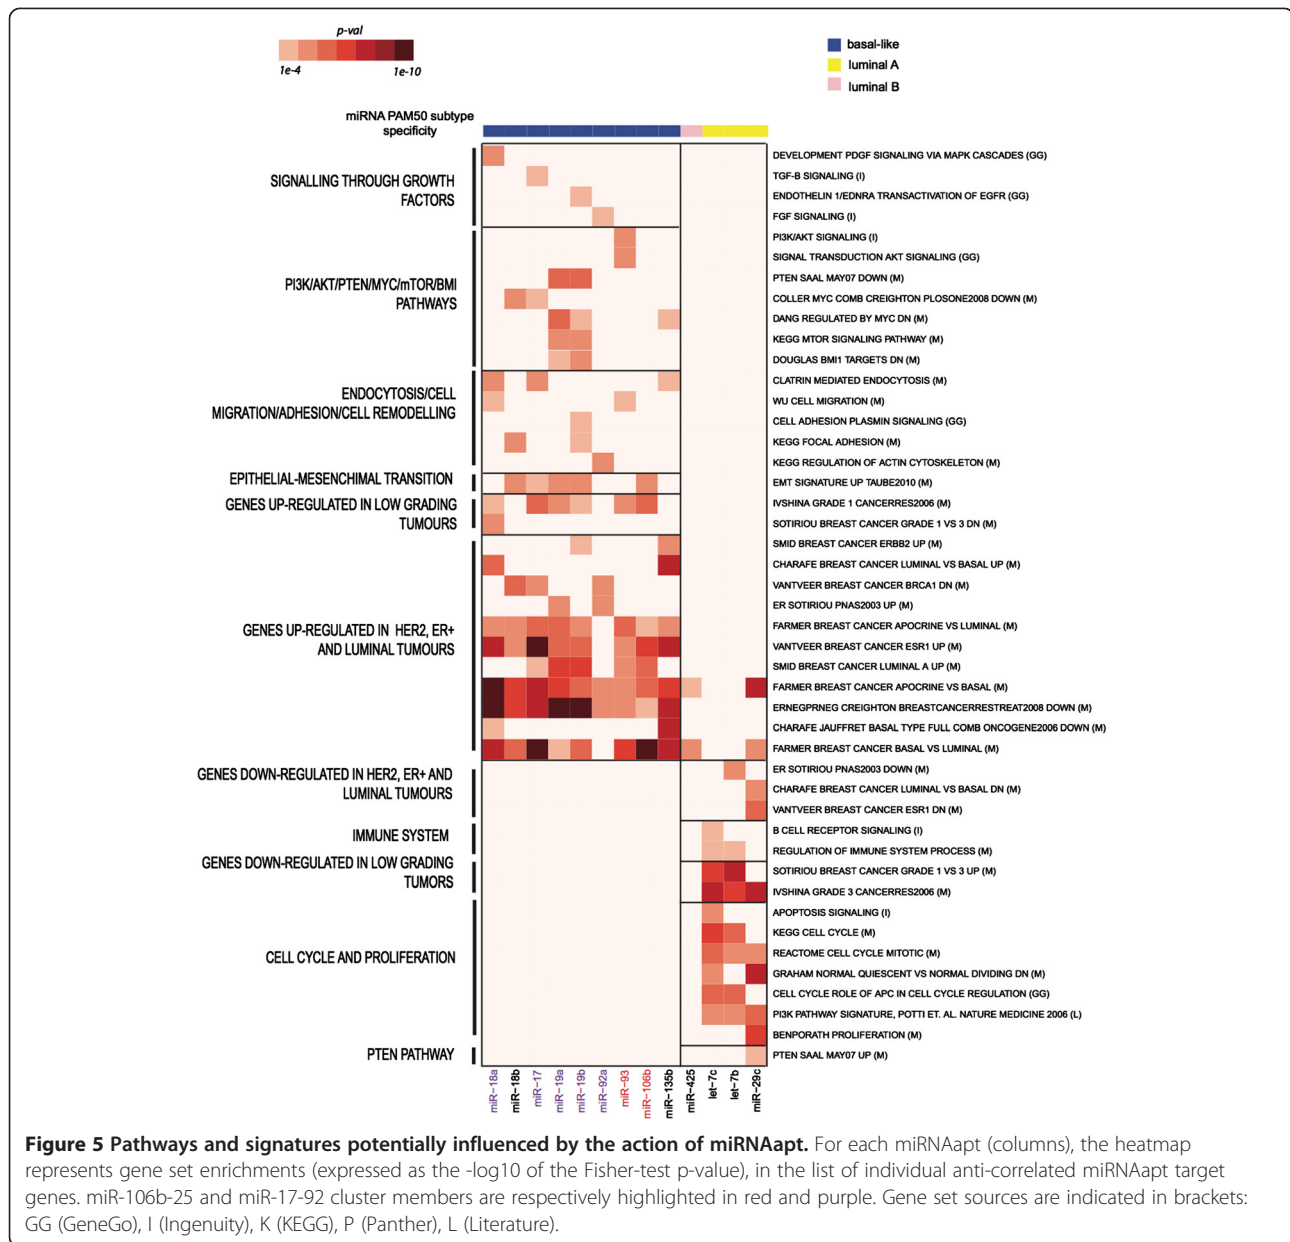 p-val
1e-4
1e-10
basal-like
luminal A
luminal B
miRNA PAM50 subtype
specificity
SIGNALLING THROUGH GROWTH
FACTORS
PI3K/AKT/PTEN/MYC/mTOR/BMI
PATHWAYS
ENDOCYTOSIS/CELL
MIGRATION/ADHESION/CELL REMODELLING
EPITHELIAL-MESENCHIMAL TRANSITION
GENES UP-REGULATED IN LOW GRADING
TUMOURS
GENES UP-REGULATED IN HER2, ER+
AND LUMINAL TUMOURS
GENES DOWN-REGULATED IN HER2, ER+ AND
LUMINAL TUMOURS
IMMUNE SYSTEM
GENES DOWN-REGULATED IN LOW GRADING
TUMORS
CELL CYCLE AND PROLIFERATION
PTEN PATHWAY
DEVELOPMENT PDGF SIGNALING VIA MAPK CASCADES (GG)
TGF-B SIGNALING (I)
ENDOTHELIN 1/EDNRA TRANSACTIVATION OF EGFR (GG)
FGF SIGNALING (I)
PI3K/AKT SIGNALING (I)
SIGNAL TRANSDUCTION AKT SIGNALING (GG)
PTEN SAAL MAY07 DOWN (M)
COLLER MYC COMB CREIGHTON PLOSONE2008 DOWN (M)
DANG REGULATED BY MYC DN (M)
KEGG MTOR SIGNALING PATHWAY (M)
DOUGLAS BMI1 TARGETS DN (M)
CLATRIN MEDIATED ENDOCYTOSIS (M)
WU CELL MIGRATION (M)
CELL ADHESION PLASMIN SIGNALING (GG)
KEGG FOCAL ADHESION (M)
KEGG REGULATION OF ACTIN CYTOSKELETON (M)
EMT SIGNATURE UP TAUBE2010 (M)
IVSHINA GRADE 1 CANCERRES2006 (M)
SOTIRIOU BREAST CANCER GRADE 1 VS 3 DN (M)
SMID BREAST CANCER ERBB2 UP (M)
CHARAFE BREAST CANCER LUMINAL VS BASAL UP (M)
VANTVEER BREAST CANCER BRCA1 DN (M)
ER SOTIRIOU PNAS2003 UP (M)
FARMER BREAST CANCER APOCRINE VS LUMINAL (M)
VANTVEER BREAST CANCER ESR1 UP (M)
SMID BREAST CANCER LUMINAL A UP (M)
FARMER BREAST CANCER APOCRINE VS BASAL (M)
ERNEGPRNEG CREIGHTON BREASTCANCERRESTREAT2008 DOWN (M)
CHARAFE JAUFFRET BASAL TYPE FULL COMB ONCOGENE2006 DOWN (M)
FARMER BREAST CANCER BASAL VS LUMINAL (M)
ER SOTIRIOU PNAS2003 DOWN (M)
CHARAFE BREAST CANCER LUMINAL VS BASAL DN (M)
VANTVEER BREAST CANCER ESR1 DN (M)
B CELL RECEPTOR SIGNALING (I)
REGULATION OF IMMUNE SYSTEM PROCESS (M)
SOTIRIOU BREAST CANCER GRADE 1 VS 3 UP (M)
IVSHINA GRADE 3 CANCERRES2006 (M)
APOPTOSIS SIGNALING (I)
KEGG CELL CYCLE (M)
REACTOME CELL CYCLE MITOTIC (M)
GRAHAM NORMAL QUIESCENT VS NORMAL DIVIDING DN (M)
CELL CYCLE ROLE OF APC IN CELL CYCLE REGULATION (GG)
PI3K PATHWAY SIGNATURE, POTTI ET. AL. NATURE MEDICINE 2006 (L)
BENPORATH PROLIFERATION (M)
PTEN SAAL MAY07 UP (M)
miR-18a
miR-18b
miR-17
miR-19a
miR-19b
miR-92a
miR-93
miR-106b
miR-135b
miR-425
let-7c
let-7b
miR-29c
Figure 5 Pathways and signatures potentially influenced by the action of miRNAapt. For each miRNAapt (columns), the heatmap
represents gene set enrichments (expressed as the -log10 of the Fisher-test p-value), in the list of individual anti-correlated miRNAapt target
genes. miR-106b-25 and miR-17-92 cluster members are respectively highlighted in red and purple. Gene set sources are indicated in brackets:
GG (GeneGo), I (Ingenuity), K (KEGG), P (Panther), L (Literature).